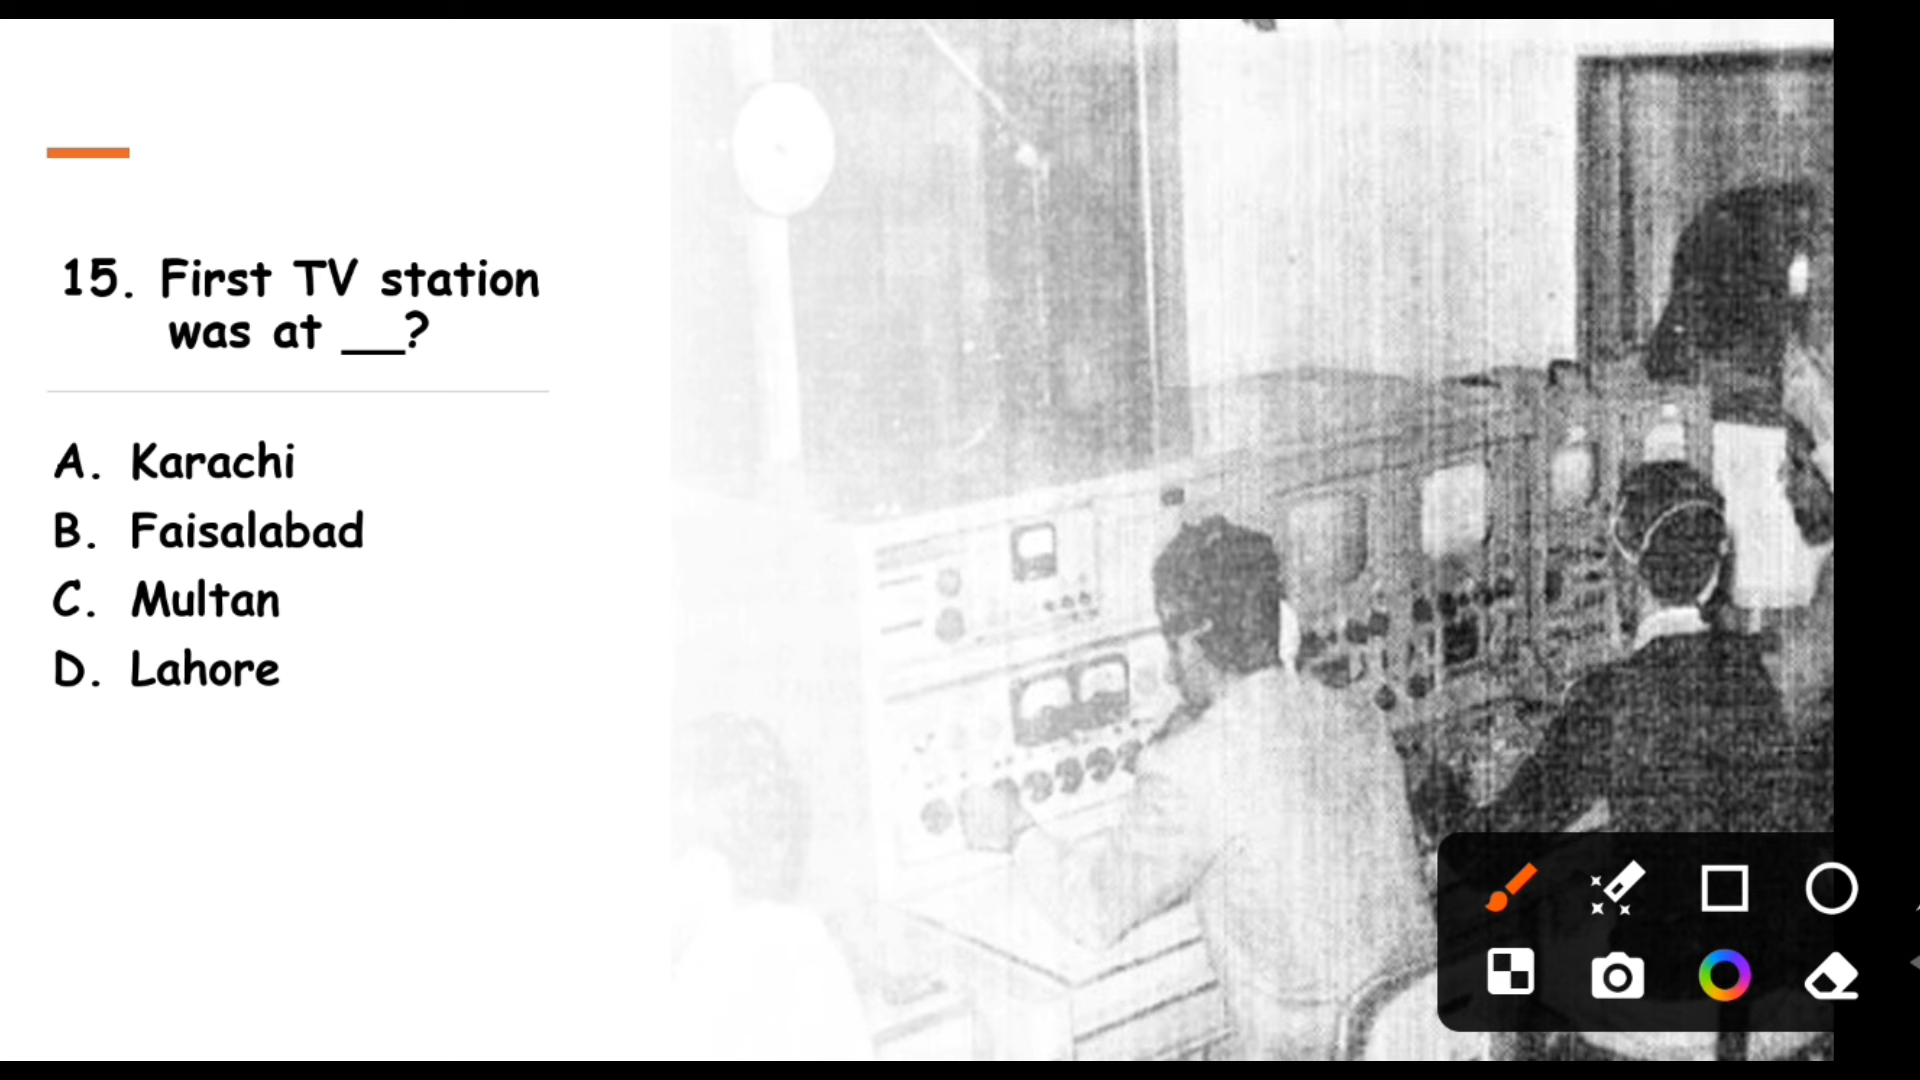 15. First TV station
was at __?
A. Karachi
B. Faisalabad
C. Multan
D. Lahore